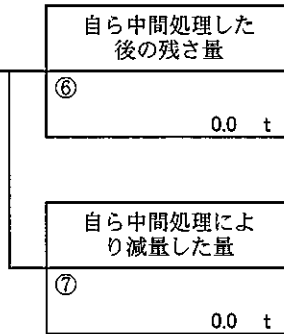 自ら中間処理した
後の残さ量
⑥
0.0 t
自ら中間処理によ
り減量した量
⑦
0.0 t